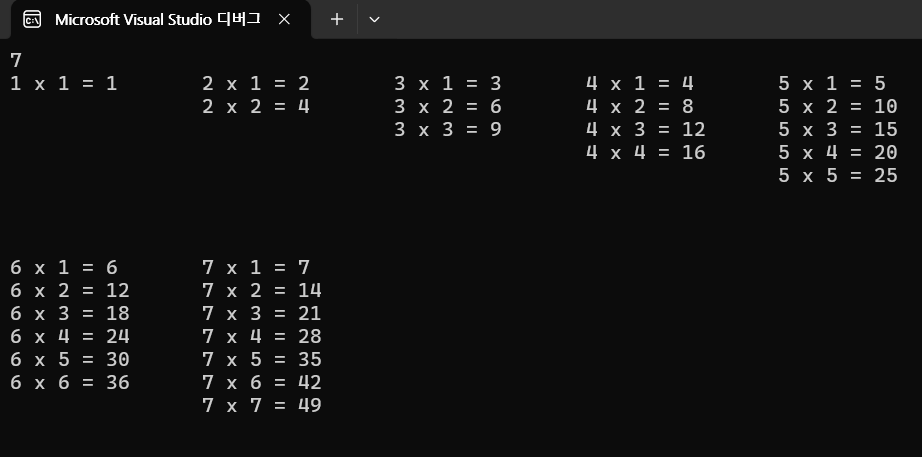 Microsoft Visual Studio 디버그
7
1 x 1 = 1 2 x 1 = 2 3 x 1 = 3 4 x 1 = 4 5 x 1 = 5
2 x 2 = 4 3 x 2 = 6 4 x 2 = 8 5 x 2 = 10
3 x 3 = 9 4 x 3 = 12 5 x 3 = 15
4 x 4 = 16 5 x 4 = 20
5 x 5 = 25
6 x 1 = 6 7 x 1 = 7
6 x 2 = 12 7 x 2 = 14
6 x 3 = 18 7 x 3 = 21
6 x 4 = 24 7 x 4 = 28
6 x 5 = 30 7 x 5 = 35
6 x 6 = 36 7 x 6 = 42
7 x 7 = 49